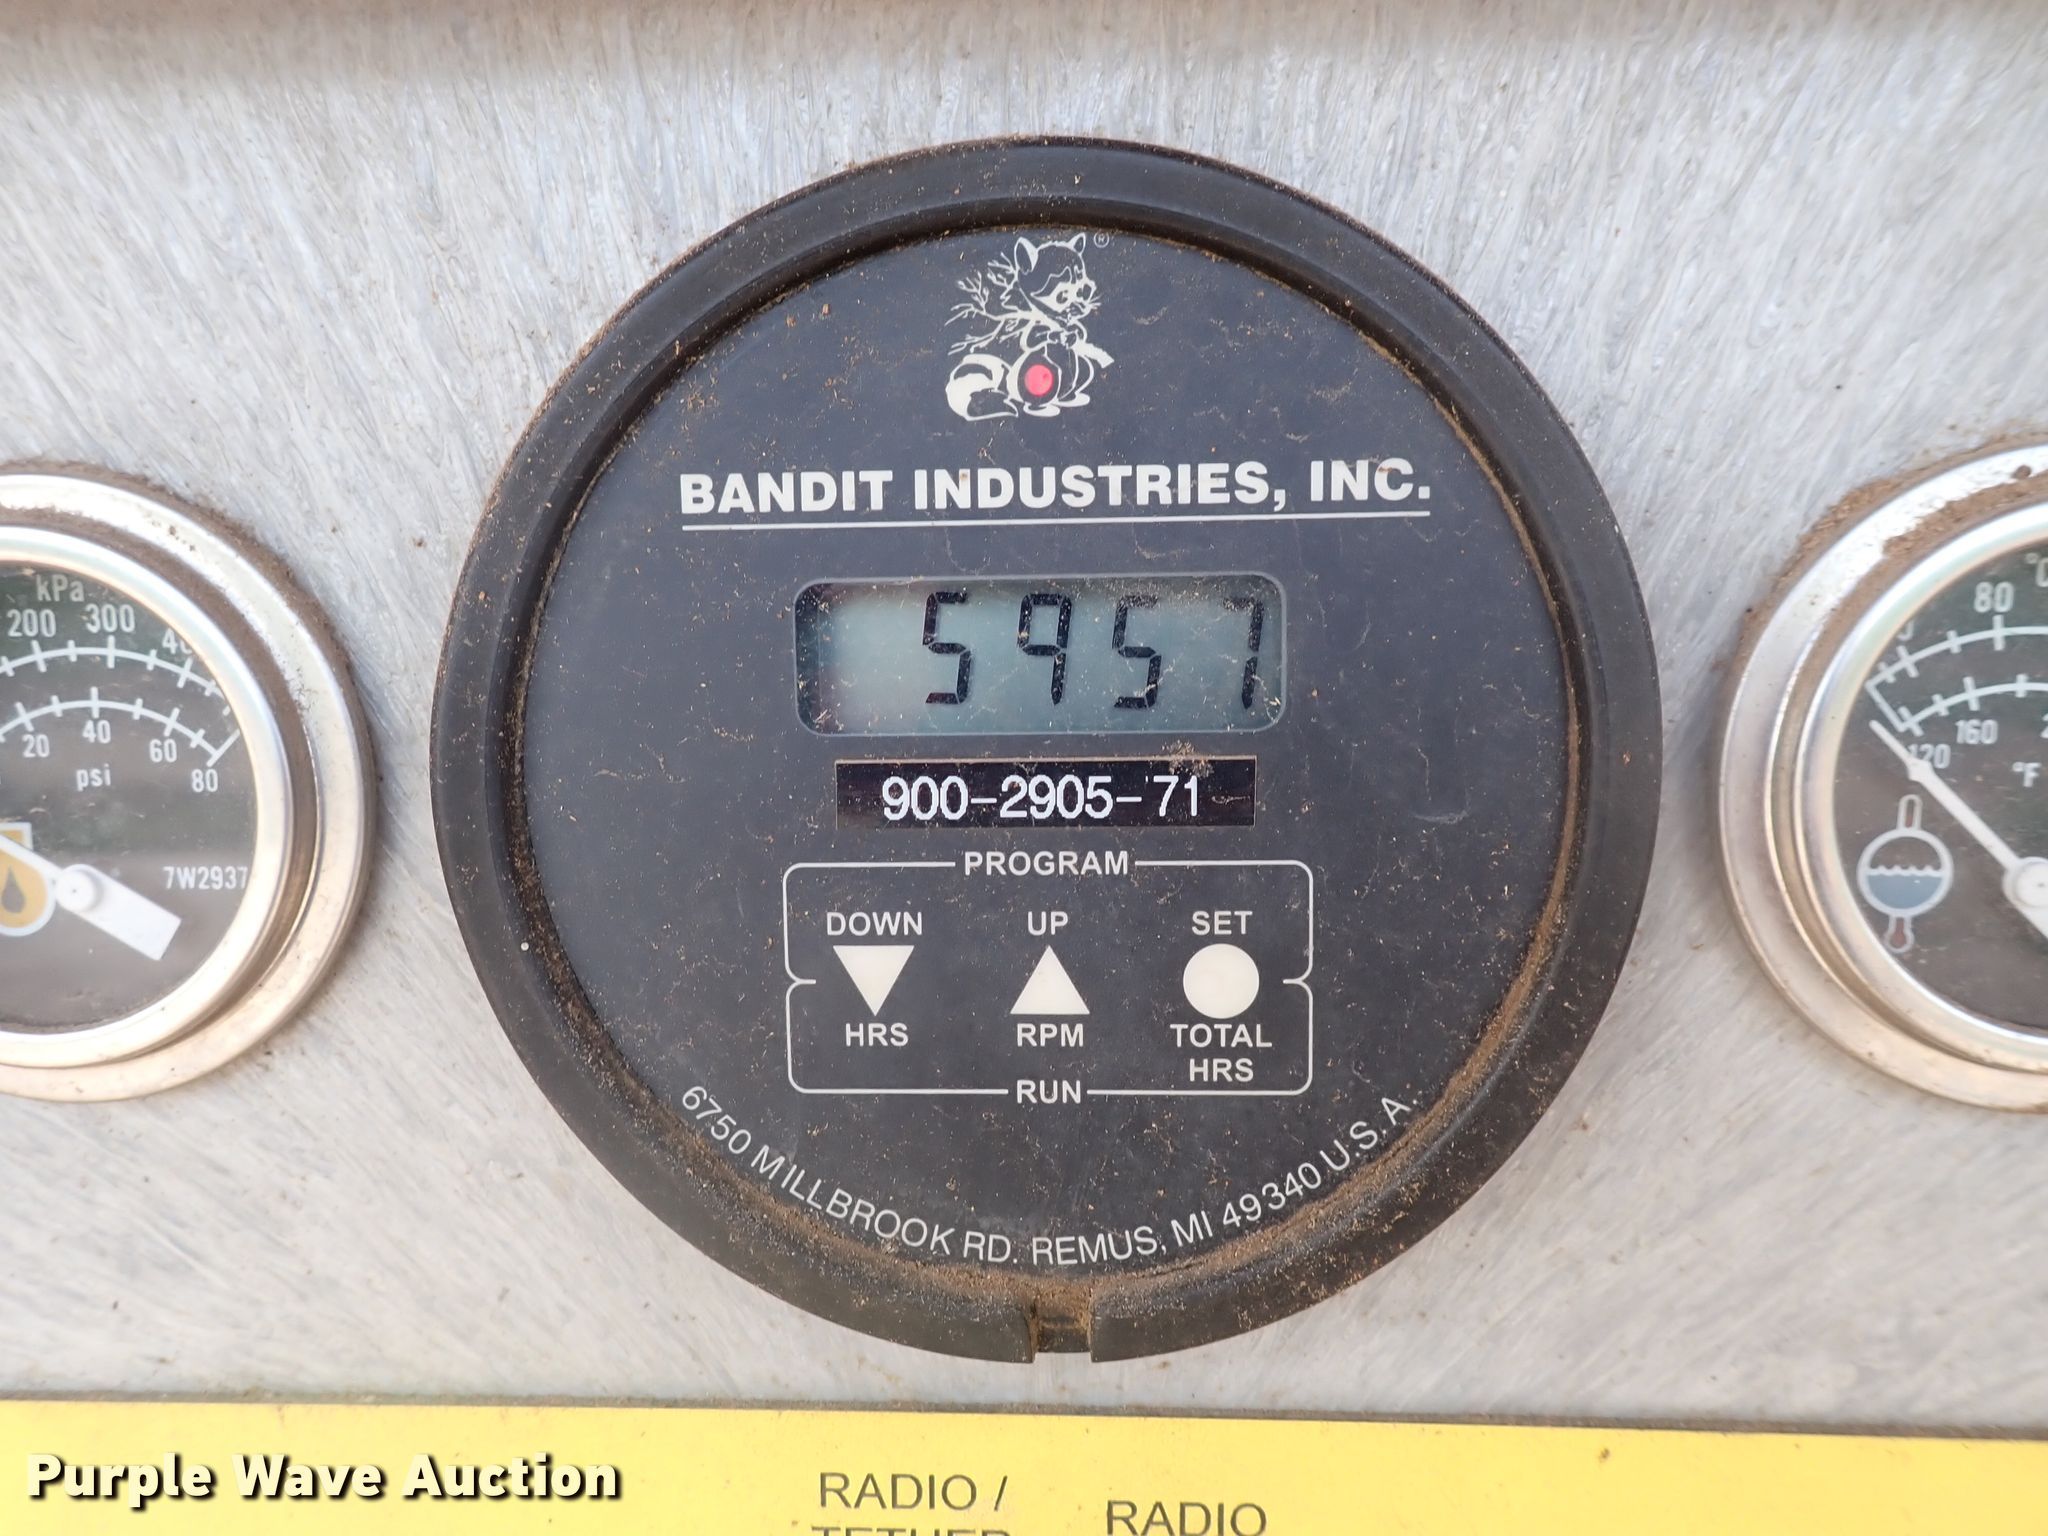 ®
BANDIT INDUSTRIES, INC.
5957
900-2905-71
PROGRAM
DOWN UP SET
HRS RPM TOTAL HRS
RUN
6750 MILLBROOK RD. REMUS, MI 49340 U.S.A.
kPa
200 300
20 40 60 80
psi
7W2937
80
120 160
°F
RADIO / TETHER
RADIO
Purple Wave Auction